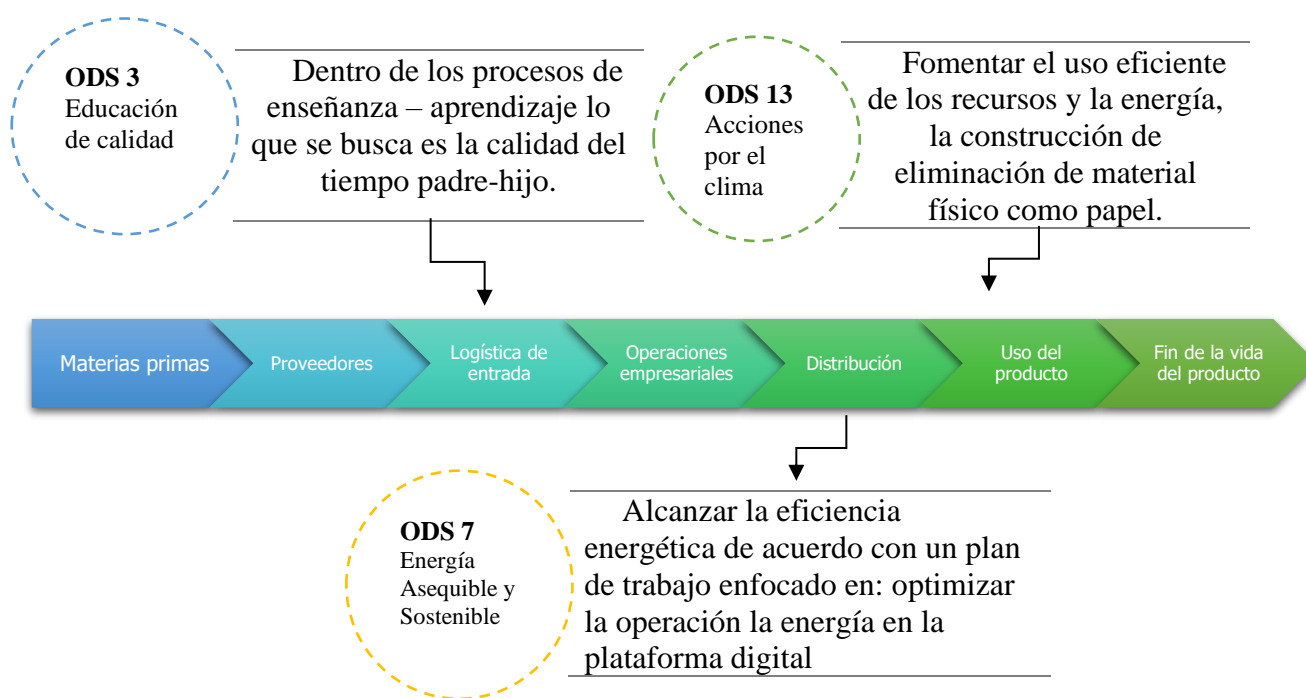 ODS 3
Educación
de calidad
Dentro de los procesos de
enseñanza – aprendizaje lo
que se busca es la calidad del
tiempo padre-hijo.
ODS 13
Acciones
por el
clima
Fomentar el uso eficiente
de los recursos y la energía,
la construcción de
eliminación de material
físico como papel.
Materias primas
Proveedores
Logística de
entrada
Operaciones
empresariales
Distribución
Uso del
producto
Fin de la vida
del producto
ODS 7
Energía
Asequible y
Sostenible
Alcanzar la eficiencia
energética de acuerdo con un plan
de trabajo enfocado en: optimizar
la operación la energía en la
plataforma digital